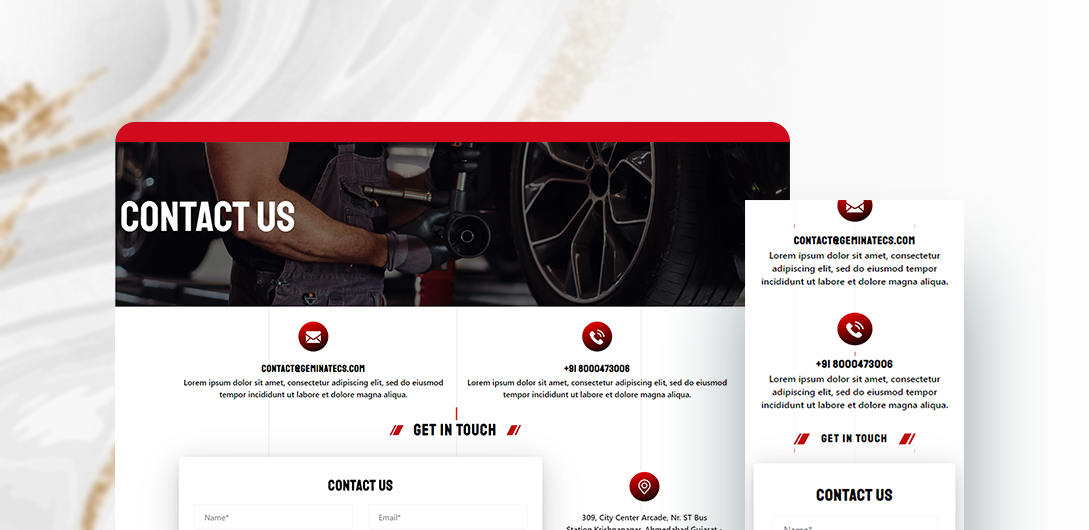 CONTACT US
CONTACT@GEMINATECS.COM
Lorem ipsum dolor sit amet, consectetur adipiscing elit, sed do eiusmod
tempor incididunt ut labore et dolore magna aliqua.
+91 8000473006
Lorem ipsum dolor sit amet, consectetur adipiscing elit, sed do eiusmod
tempor incididunt ut labore et dolore magna aliqua.
GET IN TOUCH
CONTACT US
Name*
Email*
309, City Center Arcade, Nr. ST Bus
Station Krishnanagar, Ahmedabad Gujarat -
CONTACT@GEMINATECS.COM
Lorem ipsum dolor sit amet, consectetur
adipiscing elit, sed do eiusmod tempor
incididunt ut labore et dolore magna aliqua.
+91 8000473006
Lorem ipsum dolor sit amet, consectetur
adipiscing elit, sed do eiusmod tempor
incididunt ut labore et dolore magna aliqua.
GET IN TOUCH
CONTACT US
Name*